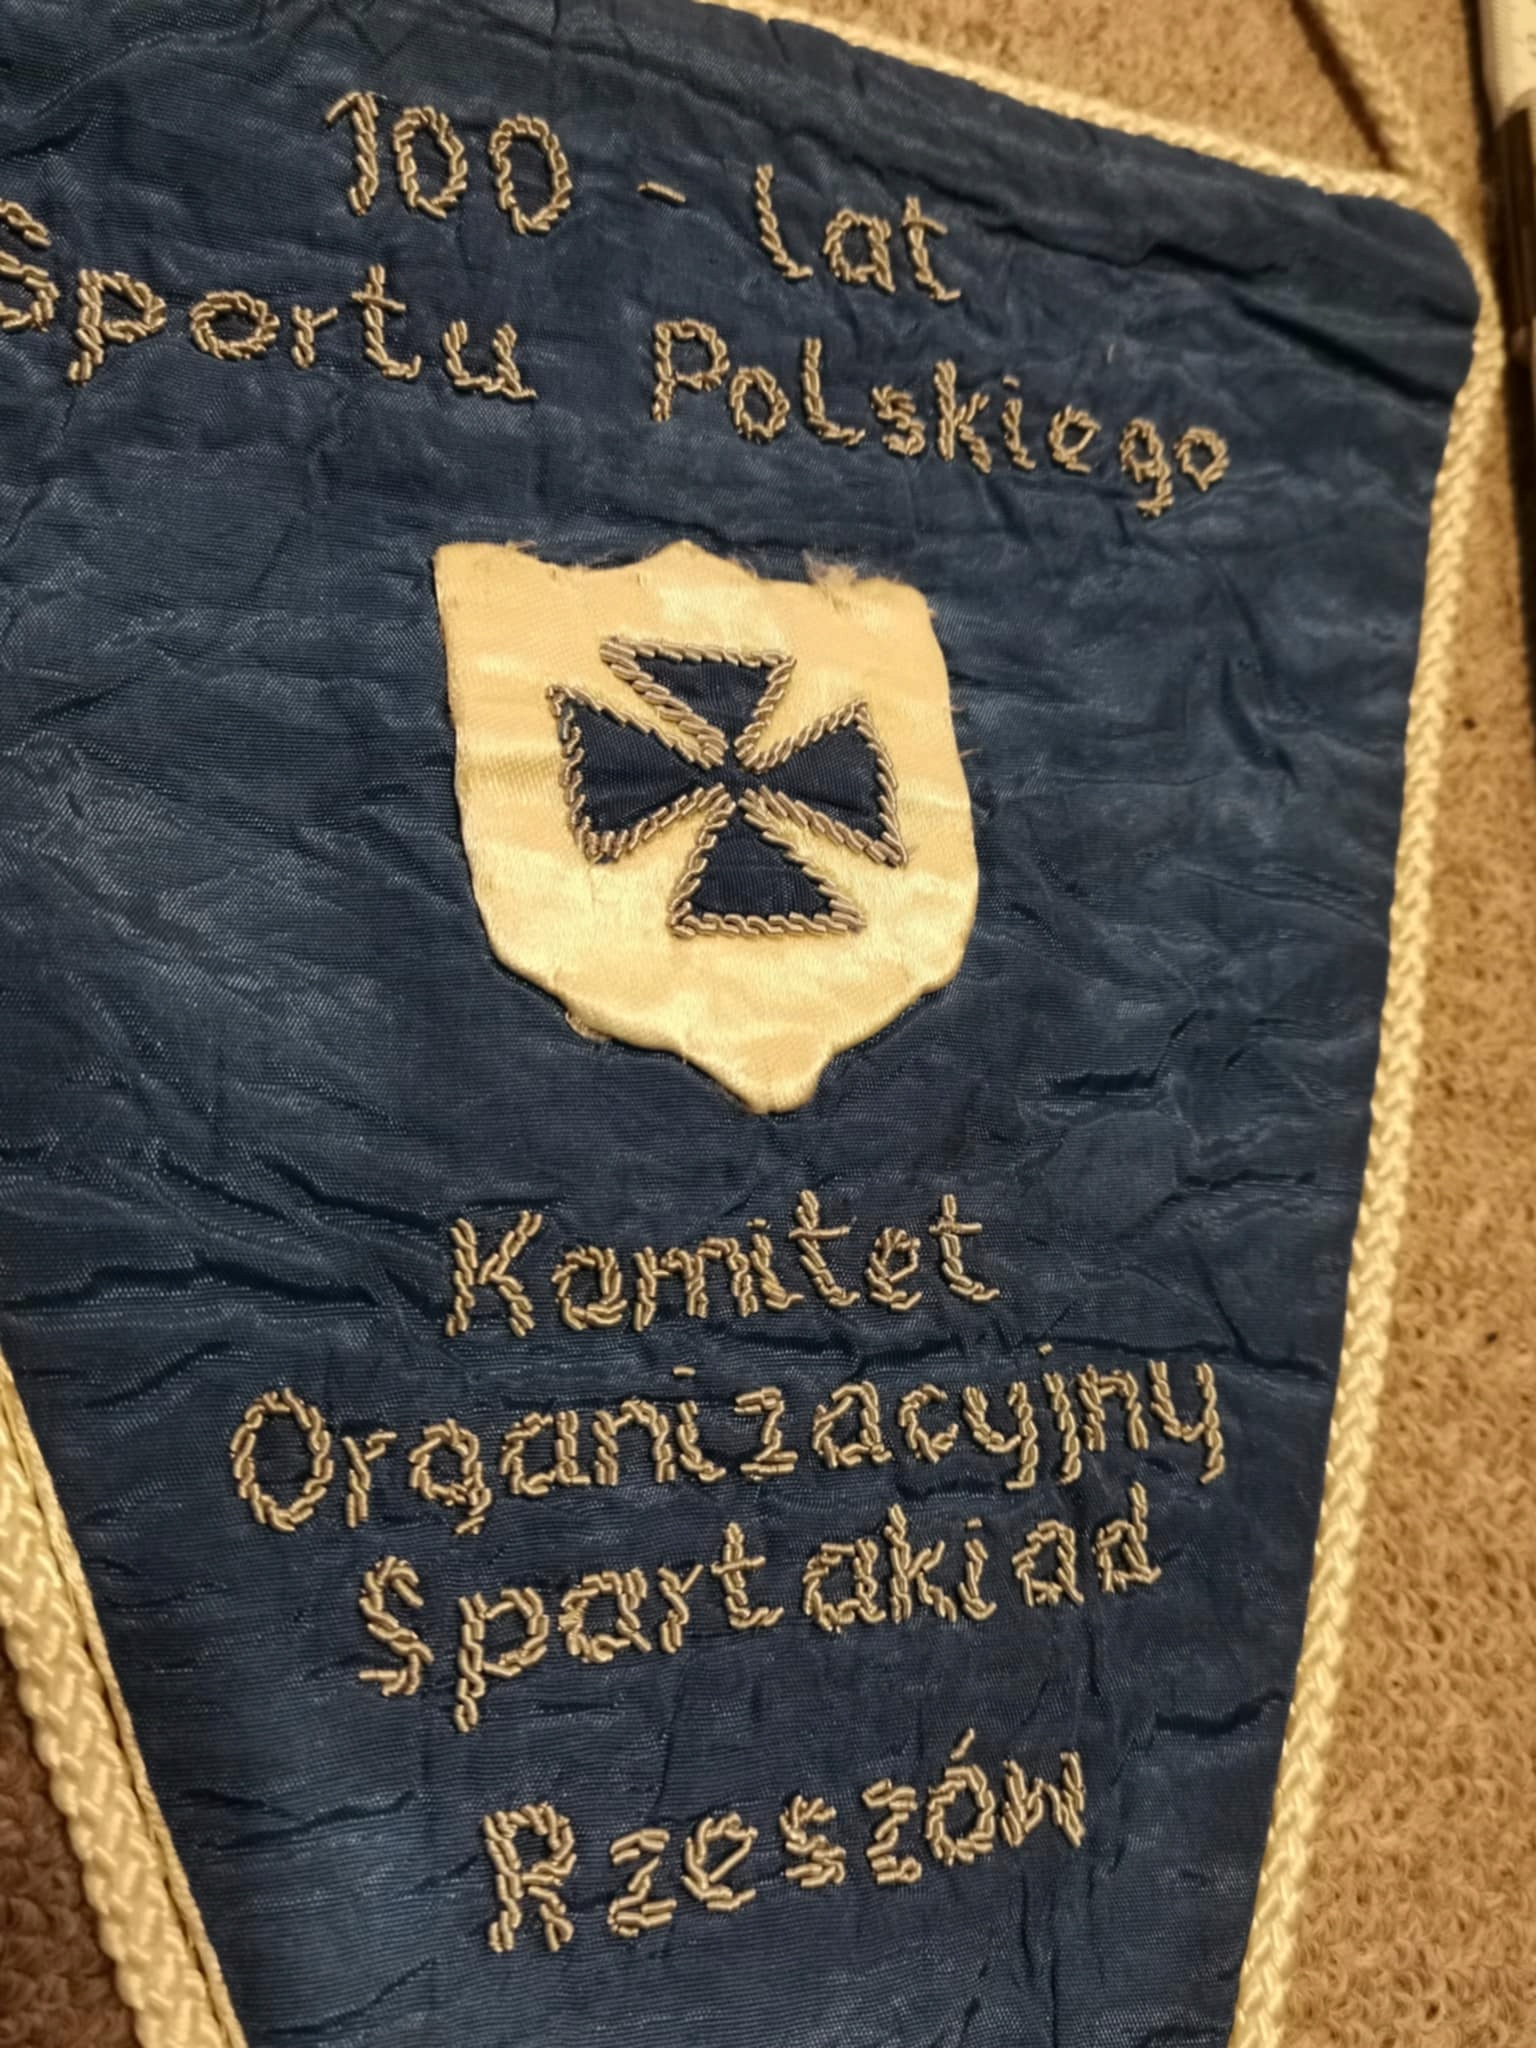 100 - lat
Sportu Polskiego
Komitet
Organizacyjny
Spartakiad
Rzeszów